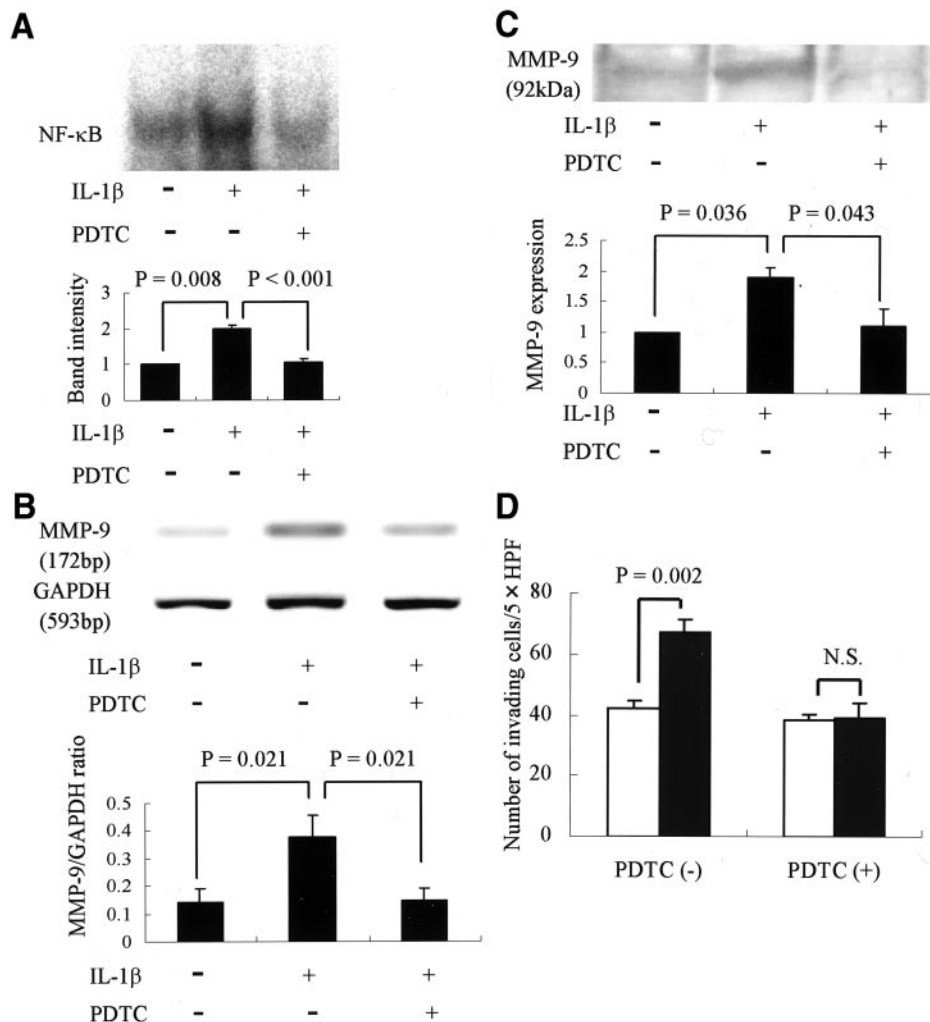 A
NF-κB
IL-1β - + +
PDTC - - +
P = 0.008 P < 0.001
Band intensity
3
2
1
0
IL-1β - + +
PDTC - - +
B
MMP-9
(172bp)
GAPDH
(593bp)
IL-1β - + +
PDTC - - +
P = 0.021 P = 0.021
MMP-9/GAPDH ratio
0.5
0.4
0.3
0.2
0.1
0
IL-1β - + +
PDTC - - +
C
MMP-9
(92kDa)
IL-1β - + +
PDTC - - +
P = 0.036 P = 0.043
MMP-9 expression
2.5
2
1.5
1
0.5
0
IL-1β - + +
PDTC - - +
D
P = 0.002
N.S.
Number of invading cells/5 × HPF
80
60
40
20
0
PDTC (-) PDTC (+)